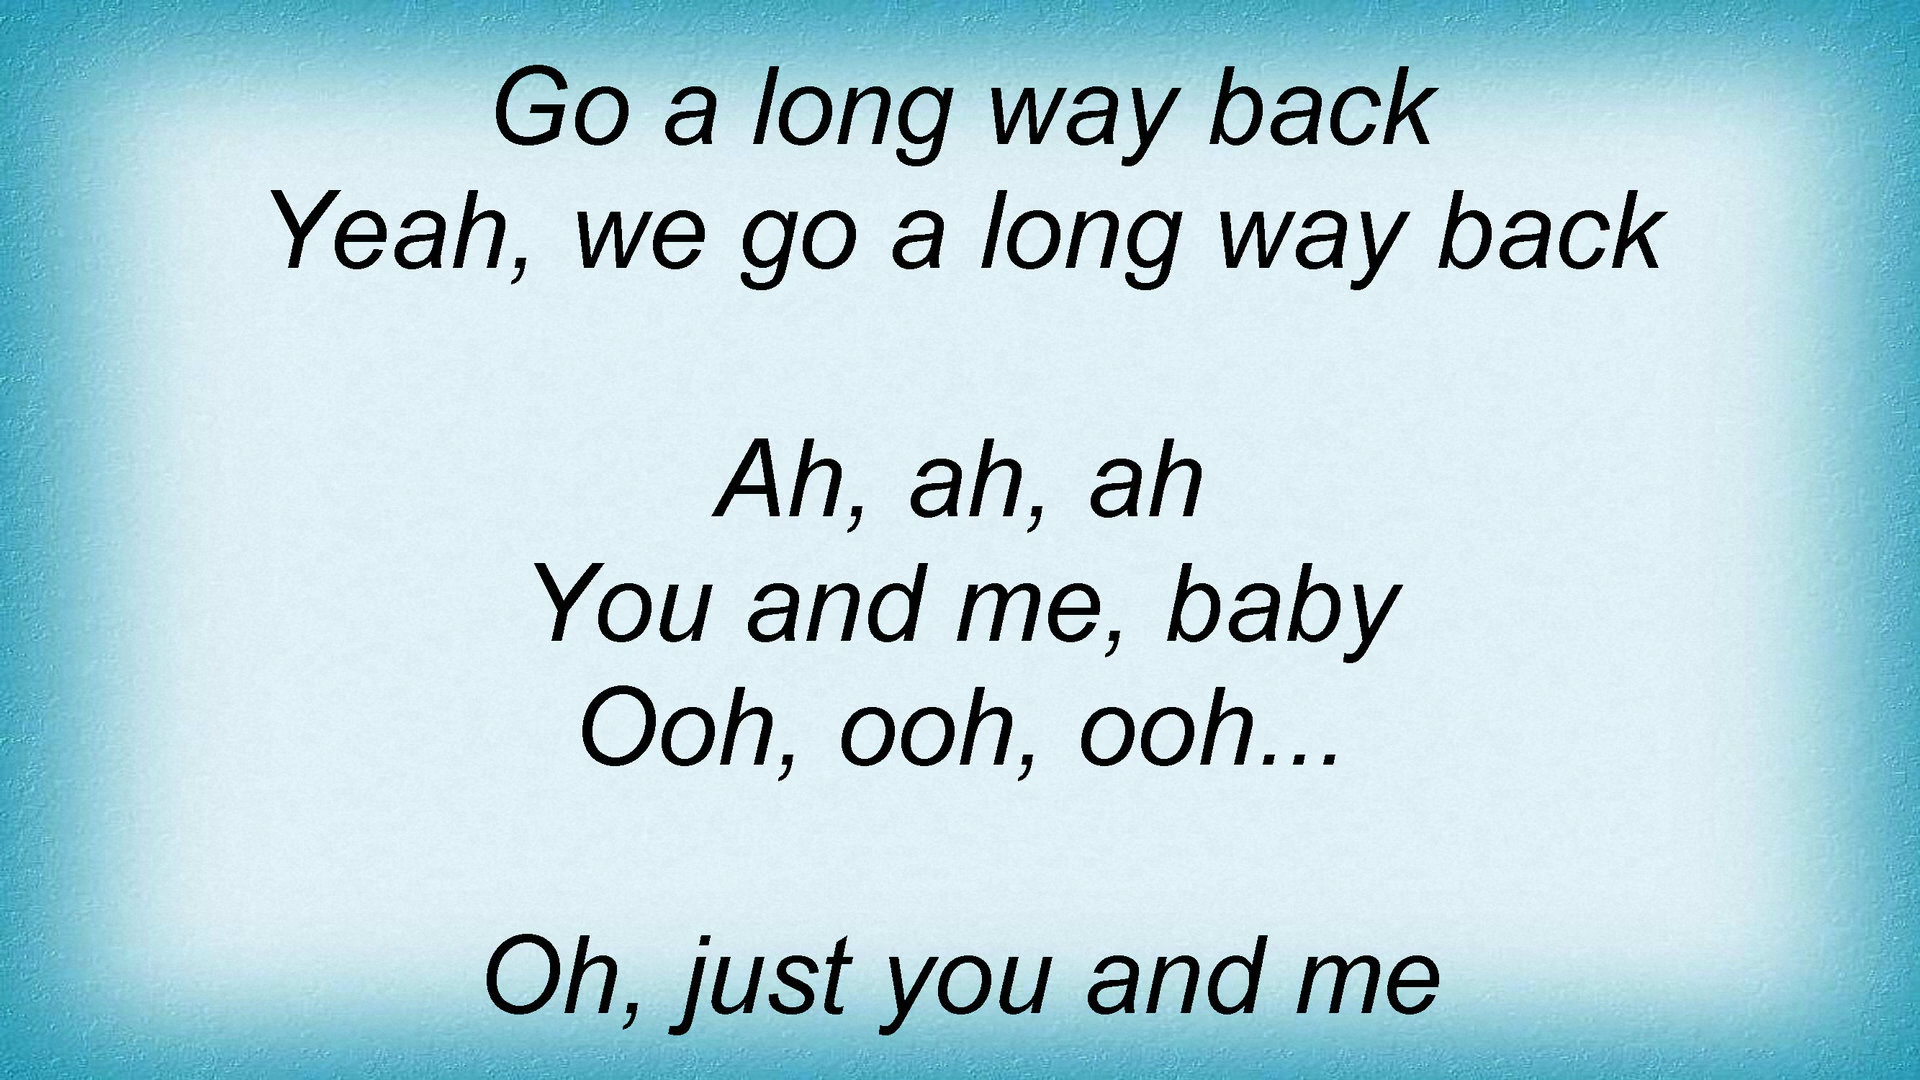 Go a long way back
Yeah, we go a long way back
Ah, ah, ah
You and me, baby
Ooh, ooh, ooh...
Oh, just you and me